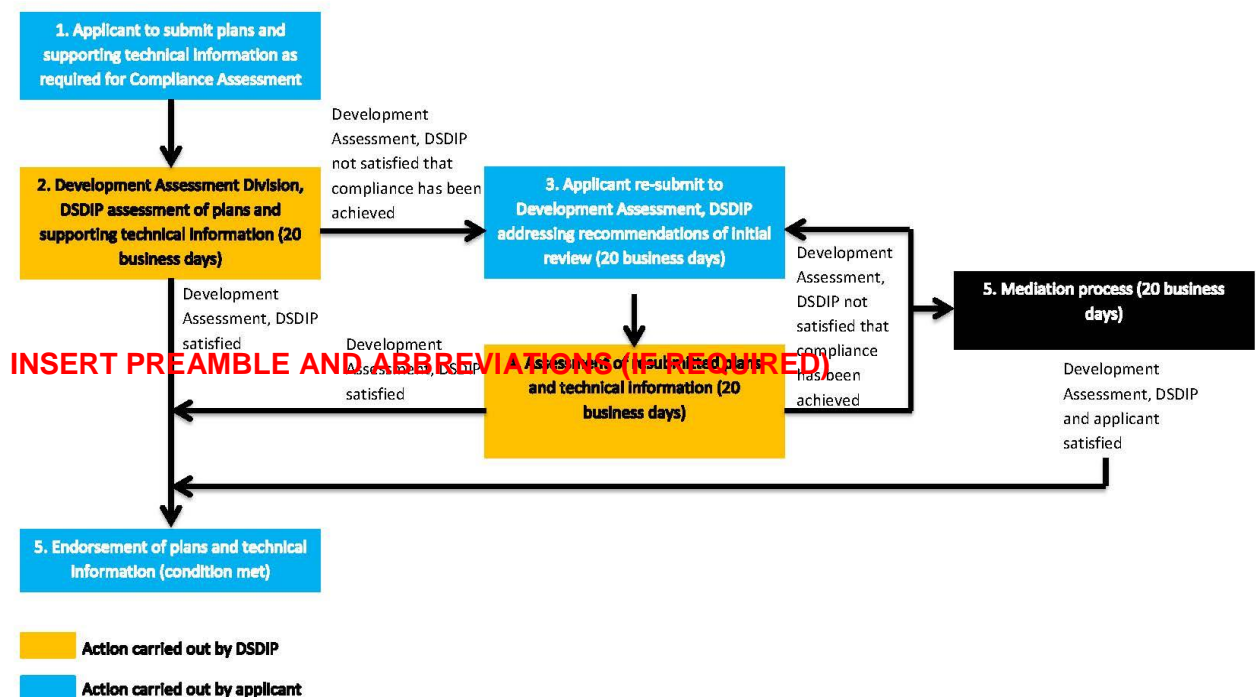 1. Applicant to submit plans and
supporting technical information as
required for Compliance Assessment
Development
Assessment, DSDIP
not satisfied that
compliance has been
achieved
2. Development Assessment Division,
DSDIP assessment of plans and
supporting technical information (20
business days)
3. Applicant re-submit to
Development Assessment, DSDIP
addressing recommendations of initial
review (20 business days)
Development
Assessment, DSDIP
satisfied
Development
Assessment,
DSDIP not
satisfied that
compliance
has been
achieved
5. Mediation process (20 business
days)
INSERT PREAMBLE AND ABBREVIATIONS (IF REQUIRED)
Development
Assessment, DSDIP
satisfied
Assessment of resubmitted plans
and technical information (20
business days)
Development
Assessment, DSDIP
and applicant
satisfied
5. Endorsement of plans and technical
information (condition met)
Action carried out by DSDIP
Action carried out by applicant